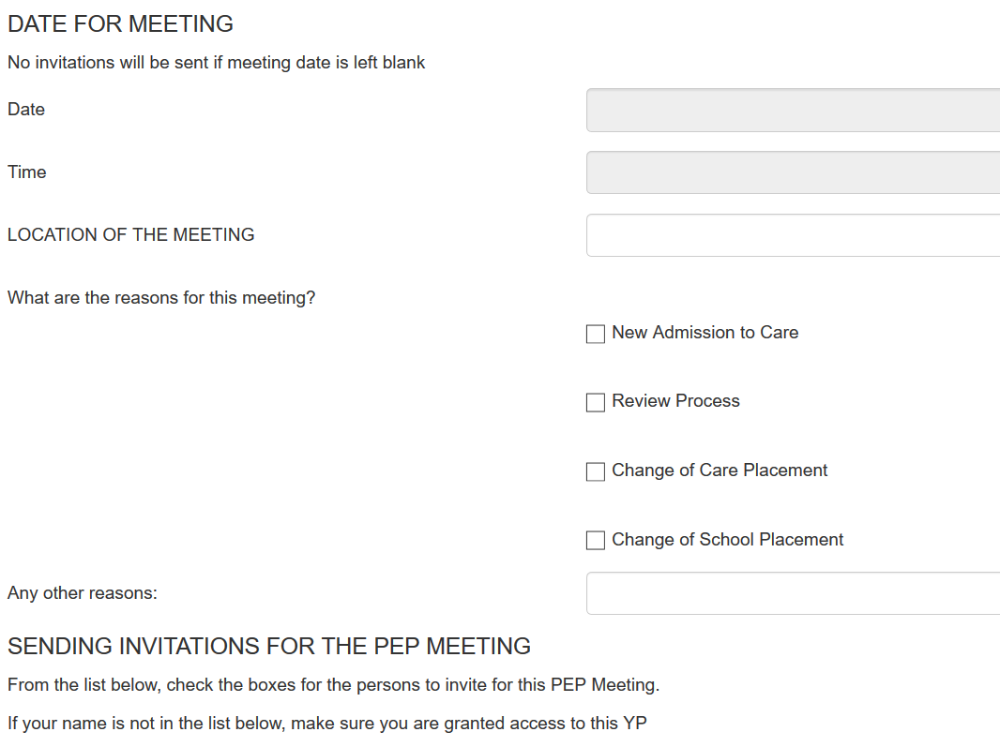 DATE FOR MEETING
No invitations will be sent if meeting date is left blank
Date
Time
LOCATION OF THE MEETING
What are the reasons for this meeting?
New Admission to Care
Review Process
Change of Care Placement
Change of School Placement
Any other reasons:
SENDING INVITATIONS FOR THE PEP MEETING
From the list below, check the boxes for the persons to invite for this PEP Meeting.
If your name is not in the list below, make sure you are granted access to this YP